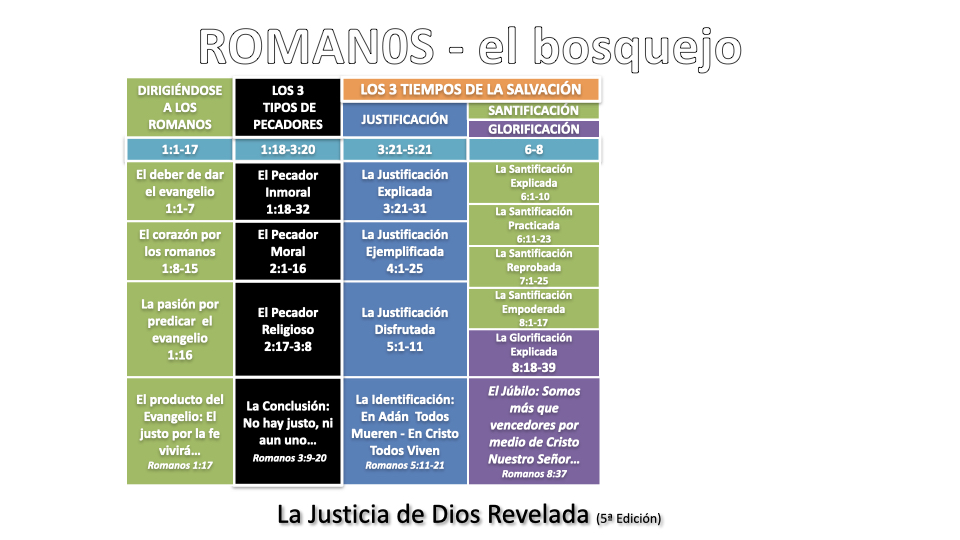 ROMAN0S - el bosquejo
DIRIGIÉNDOSE
A LOS
ROMANOS
LOS 3
TIPOS DE
PECADORES
LOS 3 TIEMPOS DE LA SALVACIÓN
JUSTIFICACIÓN
SANTIFICACIÓN
GLORIFICACIÓN
1:1-17
1:18-3:20
3:21-5:21
6-8
El deber de dar
el evangelio
1:1-7
El Pecador
Inmoral
1:18-32
La Justificación
Explicada
3:21-31
La Santificación
Explicada
6:1-10
El corazón por
los romanos
1:8-15
El Pecador
Moral
2:1-16
La Justificación
Ejemplificada
4:1-25
La Santificación
Practicada
6:11-23
La Santificación
Reprobada
7:1-25
La pasión por
predicar el
evangelio
1:16
El Pecador
Religioso
2:17-3:8
La Justificación
Disfrutada
5:1-11
La Santificación
Empoderada
8:1-17
La Glorificación
Explicada
8:18-39
El producto del
Evangelio: El
justo por la fe
vivirá…
Romanos 1:17
La Conclusión:
No hay justo, ni
aun uno…
Romanos 3:9-20
La Identificación:
En Adán Todos
Mueren - En Cristo
Todos Viven
Romanos 5:11-21
El Júbilo: Somos
más que
vencedores por
medio de Cristo
Nuestro Señor…
Romanos 8:37
La Justicia de Dios Revelada (5ª Edición)